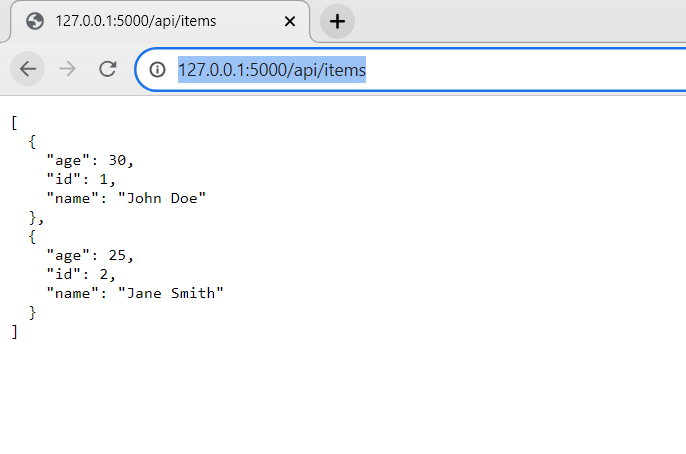 127.0.0.1:5000/api/items
127.0.0.1:5000/api/items
[
  {
    "age": 30,
    "id": 1,
    "name": "John Doe"
  },
  {
    "age": 25,
    "id": 2,
    "name": "Jane Smith"
  }
]